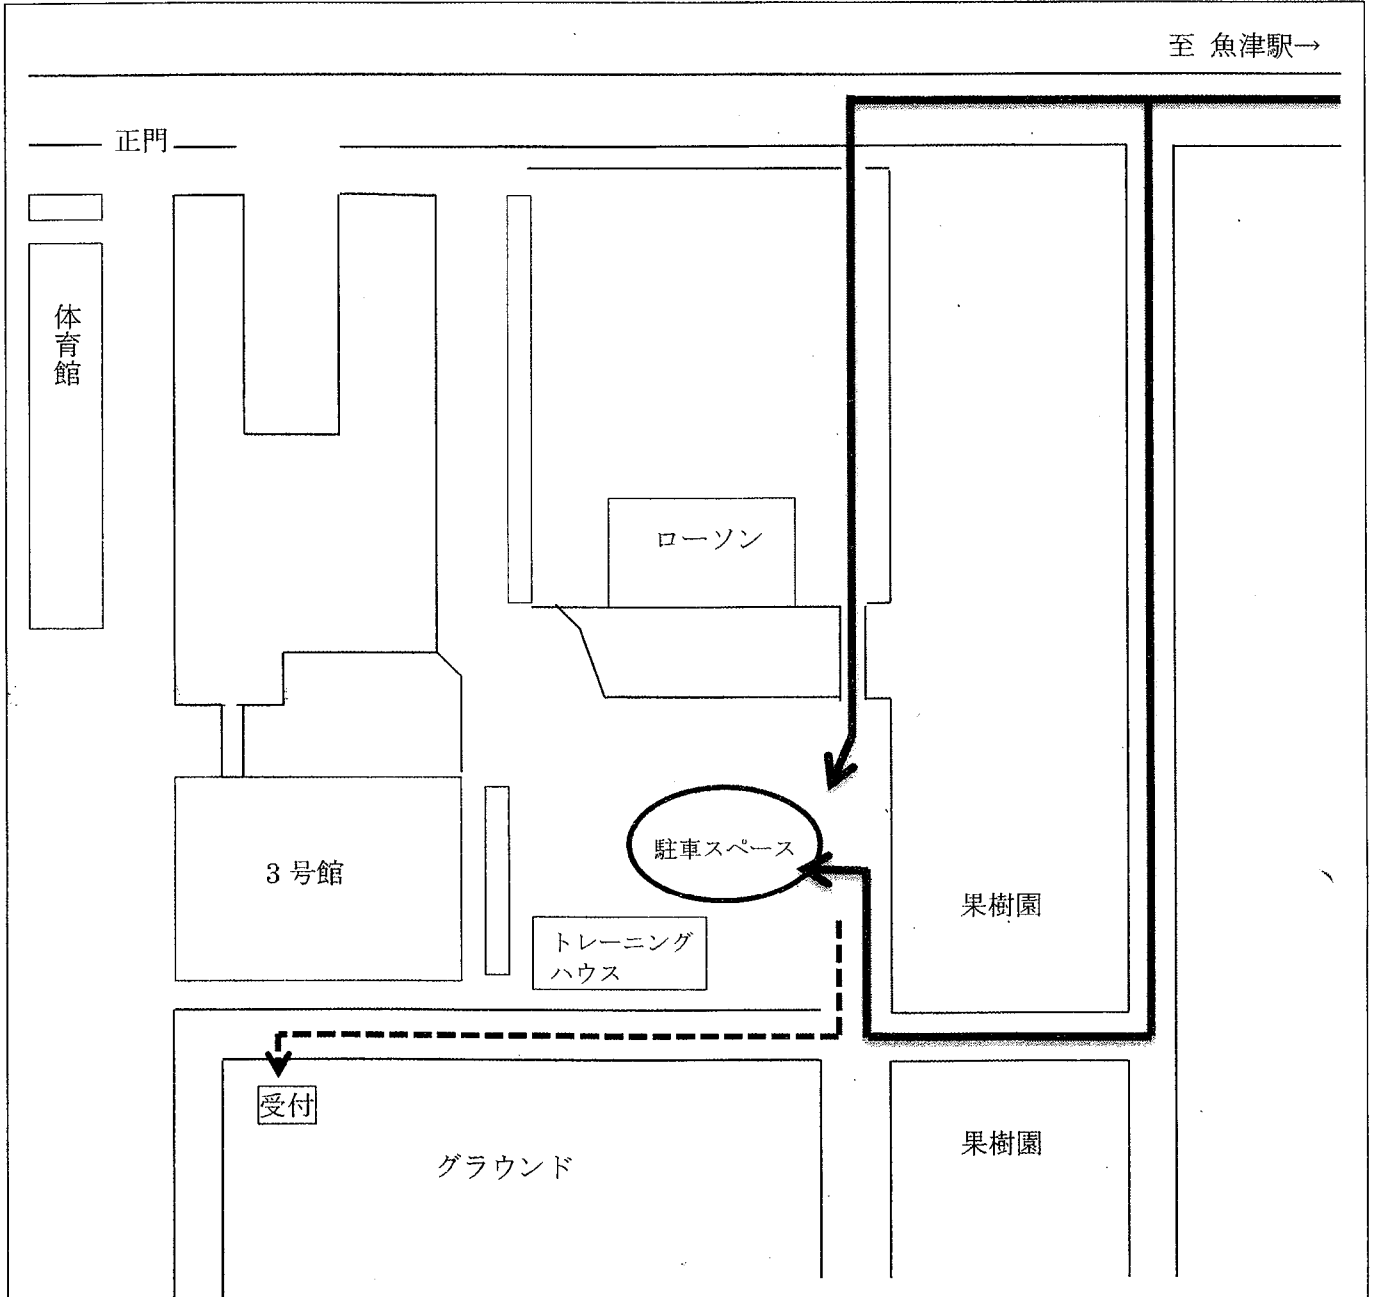 至 魚津駅→
正門
体育館
ローソン
駐車スペース
3 号館
果樹園
トレーニング
ハウス
受付
グラウンド
果樹園